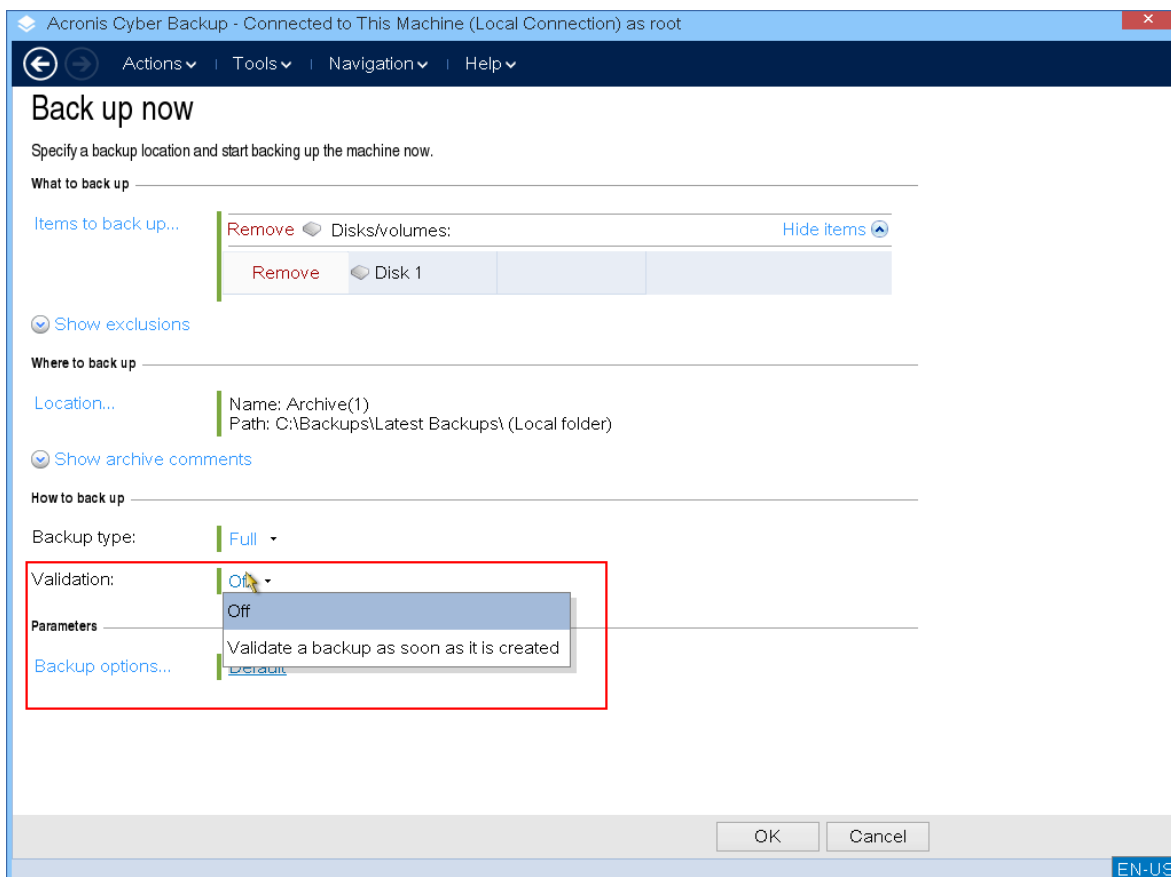 Acronis Cyber Backup - Connected to This Machine (Local Connection) as root
Actions Tools Navigation Help
Back up now
Specify a backup location and start backing up the machine now.
What to back up
Items to back up... Remove Disks/volumes: Hide items
Remove Disk 1
Show exclusions
Where to back up
Location... Name: Archive(1)
Path: C:\Backups\Latest Backups\ (Local folder)
Show archive comments
How to back up
Backup type: Full
Validation: Off
Off
Parameters
Validate a backup as soon as it is created
Backup options... Default
OK Cancel
EN-US